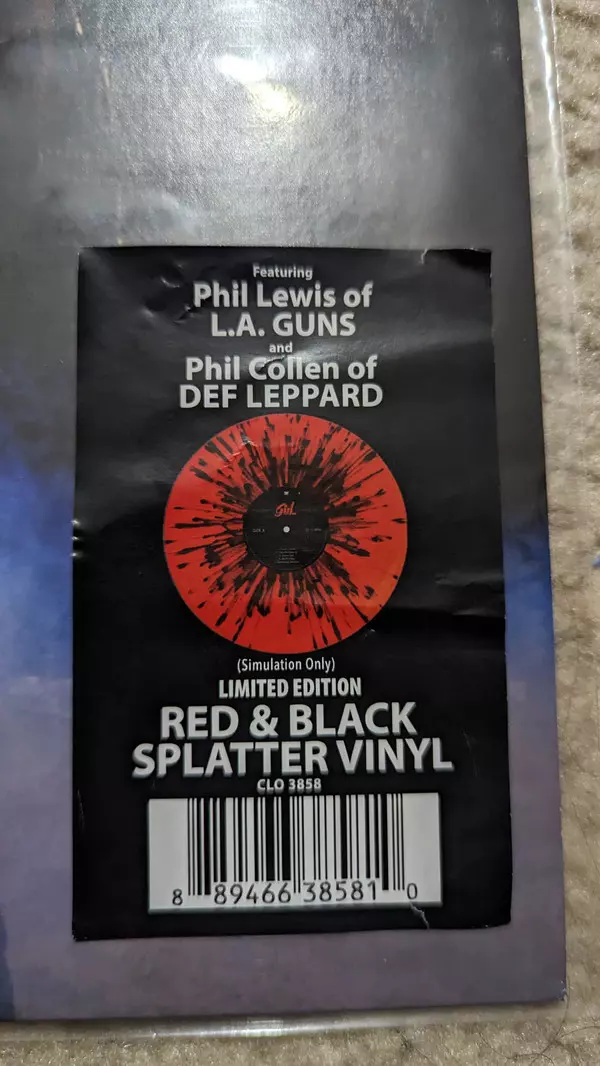 Featuring
Phil Lewis of
L.A. GUNS
and
Phil Collen of
DEF LEPPARD
GIRL
(Simulation Only)
LIMITED EDITION
RED & BLACK
SPLATTER VINYL
CLO 3858
8 89466 38581 0